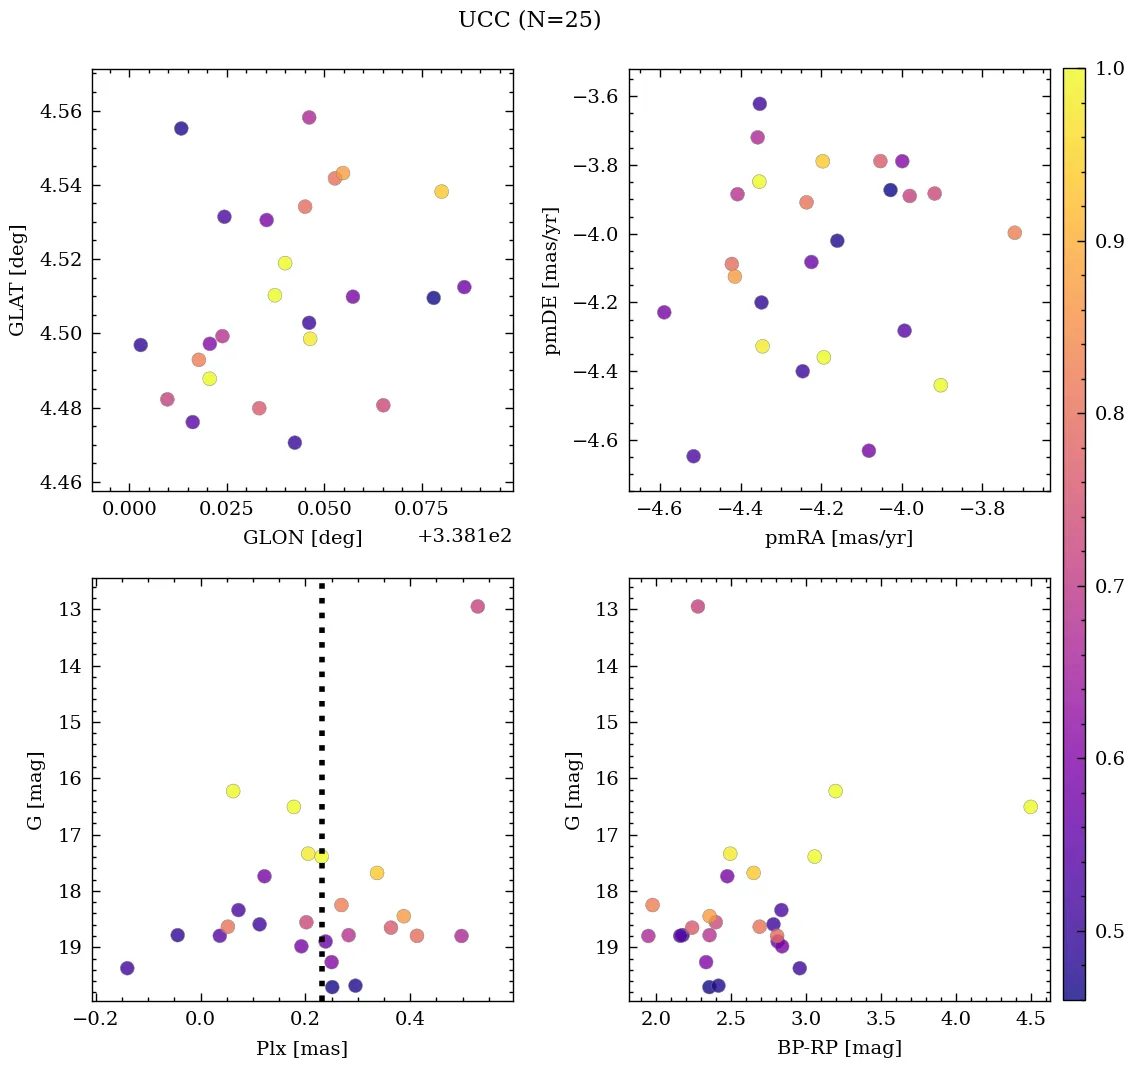 UCC (N=25)
4.56
4.54
4.52
4.50
4.48
4.46
GLAT [deg]
0.000 0.025 0.050 0.075
GLON [deg]
+3.381e2
−3.6
−3.8
−4.0
−4.2
−4.4
−4.6
pmDE [mas/yr]
−4.6 −4.4 −4.2 −4.0 −3.8
pmRA [mas/yr]
13
14
15
16
17
18
19
G [mag]
−0.2 0.0 0.2 0.4
Plx [mas]
13
14
15
16
17
18
19
G [mag]
2.0 2.5 3.0 3.5 4.0 4.5
BP-RP [mag]
1.0
0.9
0.8
0.7
0.6
0.5